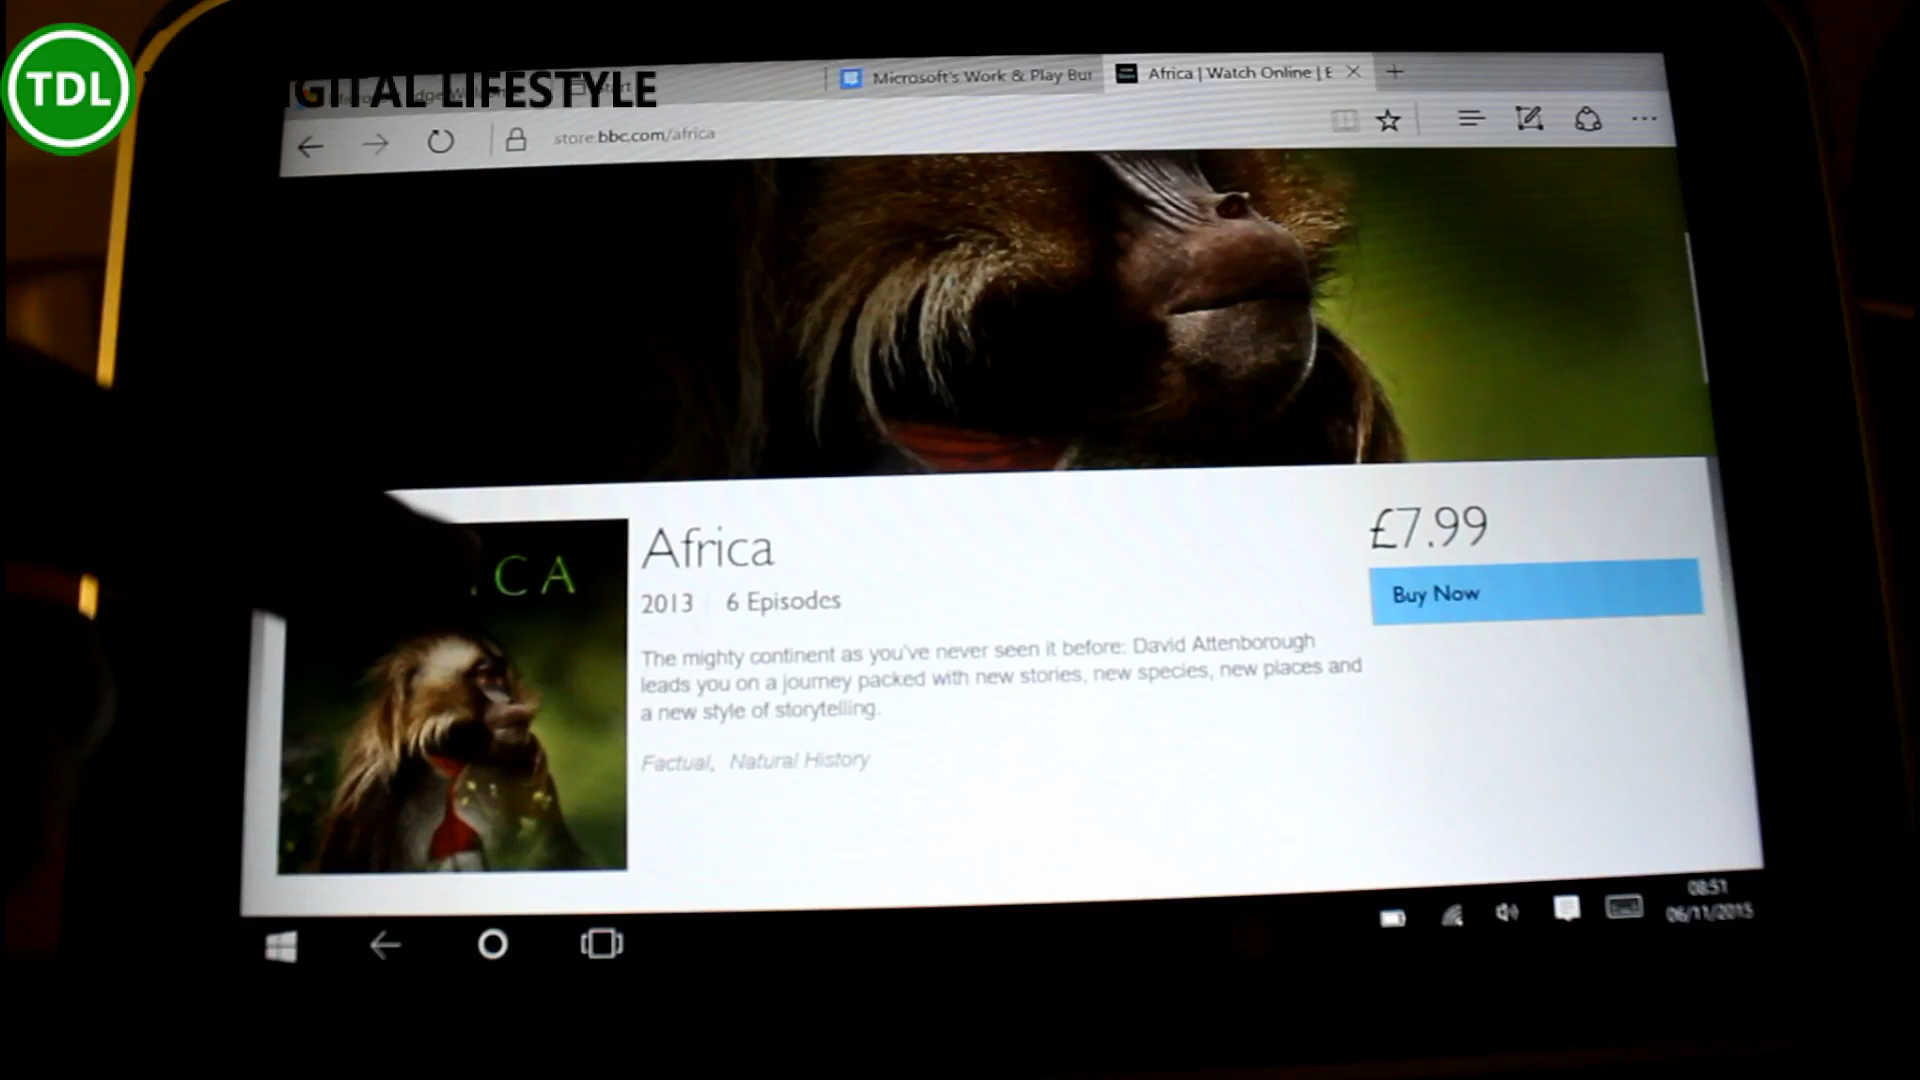 TDL
IGITAL LIFESTYLE
Microsoft's Work & Play Bur
Africa | Watch Online | E
store.bbc.com/africa
CA
Africa
£7.99
2013 6 Episodes
Buy Now
The mighty continent as you've never seen it before: David Attenborough
leads you on a journey packed with new stories, new species, new places and
a new style of storytelling.
Factual, Natural History
08:51
06/11/2015